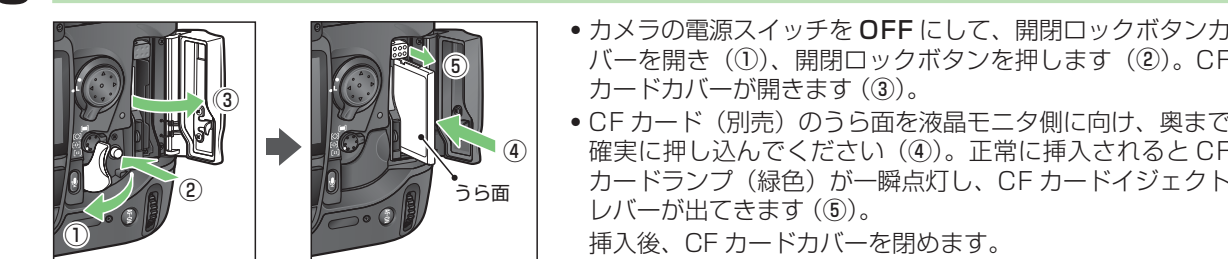 • カメラの電源スイッチを OFF にして、開閉ロックボタンカ
バーを開き（①）、開閉ロックボタンを押します（②）。CF
カードカバーが開きます（③）。
• CF カード（別売）のうら面を液晶モニタ側に向け、奥まで
確実に押し込んでください（④）。正常に挿入されると CF
カードランプ（緑色）が一瞬点灯し、CF カードイジェクト
レバーが出てきます（⑤）。
挿入後、CF カードカバーを閉めます。
③
②
①
⑤
④
うら面